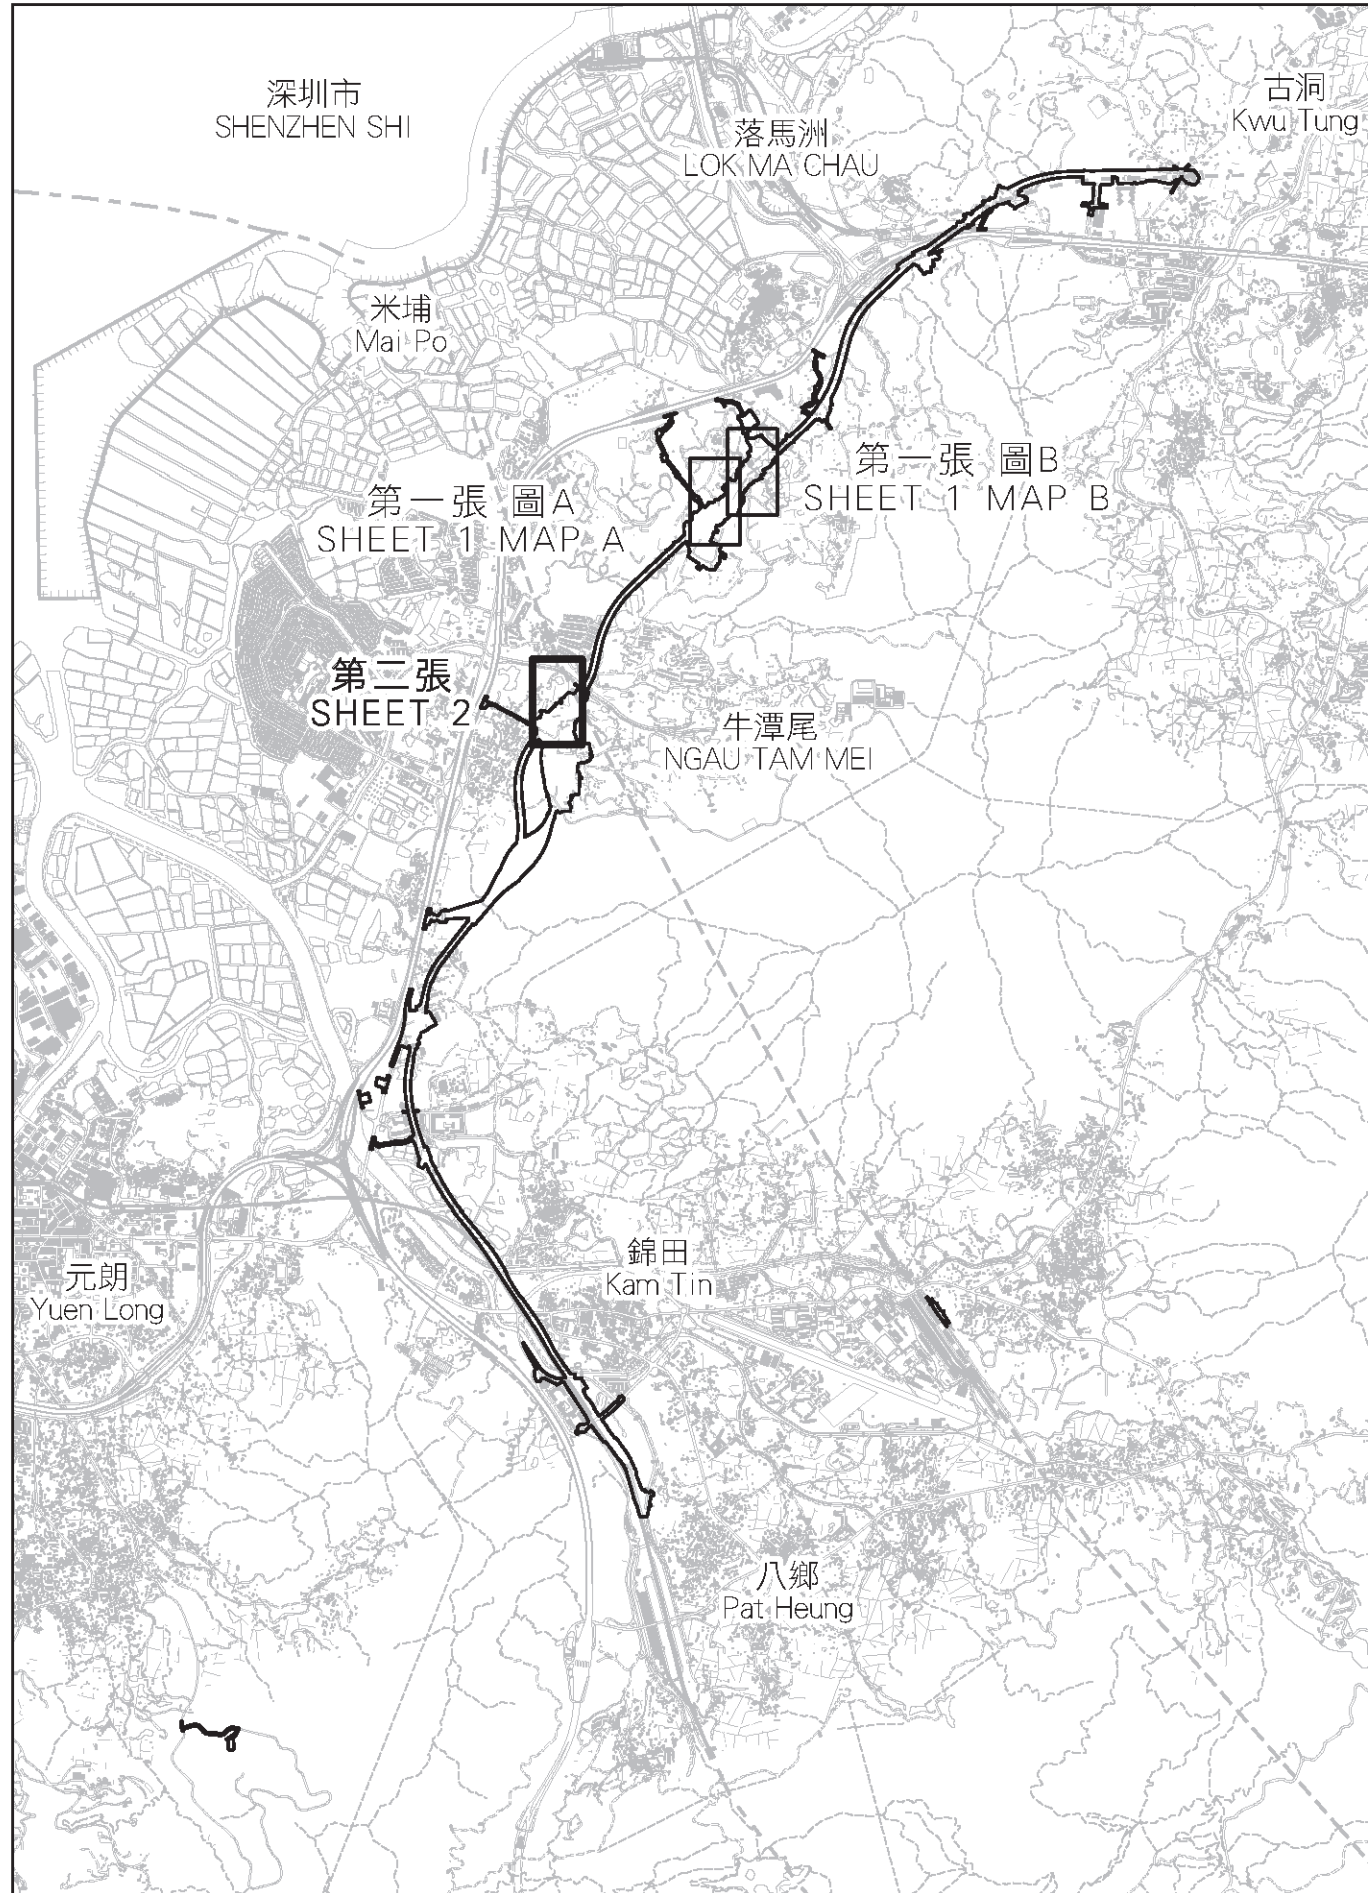 深圳市
SHENZHEN SHI
古洞
Kwu Tung
落馬洲
LOK MA CHAU
米埔
Mai Po
第一張 圖B
SHEET 1 MAP B
第一張 圖A
SHEET 1 MAP A
第二張
SHEET 2
牛潭尾
NGAU TAM MEI
錦田
Kam Tin
元朗
Yuen Long
八鄉
Pat Heung